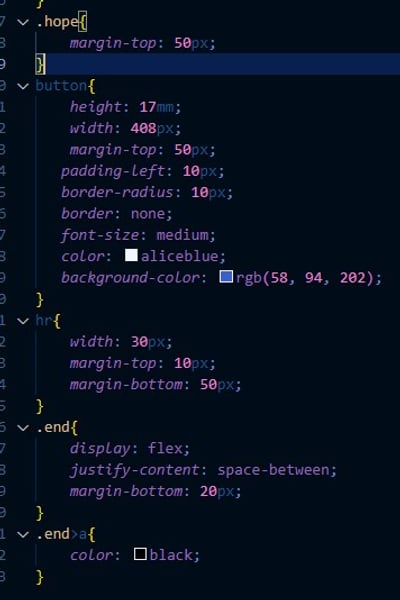 }
7 .hope{
8 margin-top: 50px;
9 }
0 button{
1 height: 17mm;
2 width: 408px;
3 margin-top: 50px;
4 padding-left: 10px;
5 border-radius: 10px;
6 border: none;
7 font-size: medium;
8 color: aliceblue;
9 background-color: rgb(58, 94, 202);
0 }
1 hr{
2 width: 30px;
3 margin-top: 10px;
4 margin-bottom: 50px;
5 }
6 .end{
7 display: flex;
8 justify-content: space-between;
9 margin-bottom: 20px;
0 }
1 .end>a{
2 color: black;
3 }